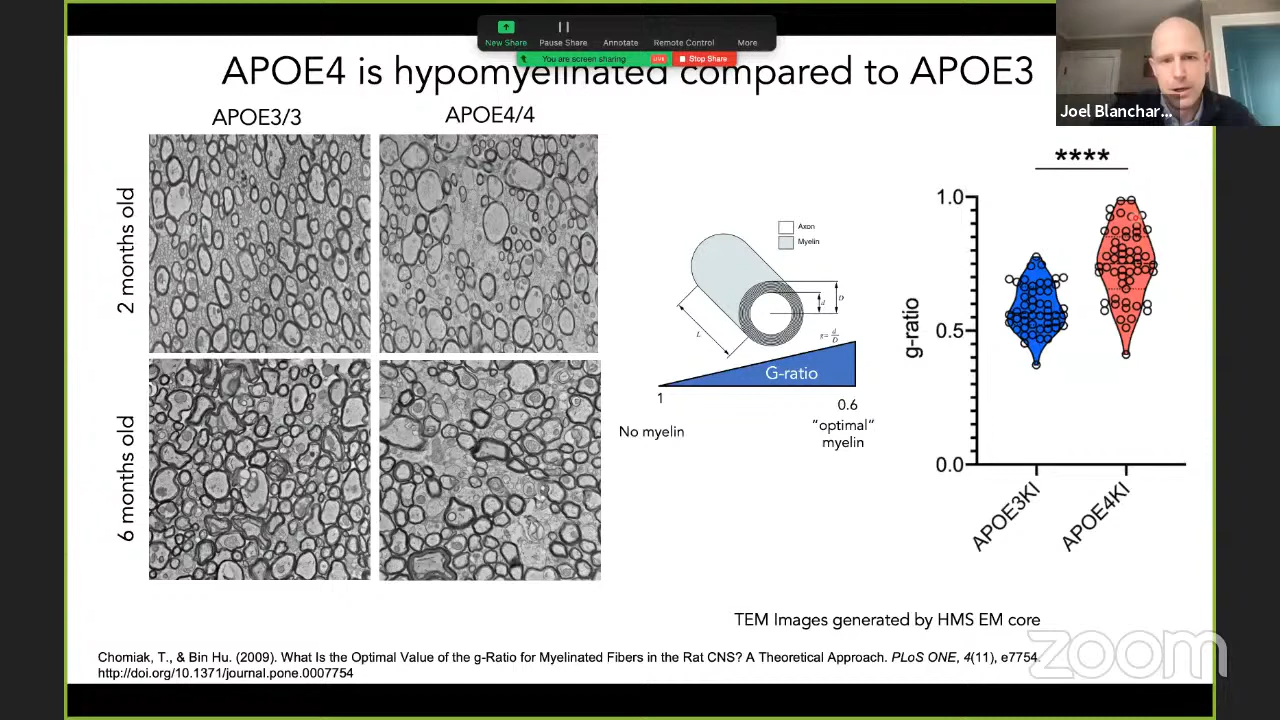 New Share
Pause Share
Annotate
Remote Control
More
You are screen sharing
LIVE
Stop Share
APOE4 is hypomyelinated compared to APOE3
Joel Blanchar...
APOE3/3
APOE4/4
2 months old
6 months old
Axon
Myelin
D
d
L
g = d/D
G-ratio
1
0.6
No myelin
"optimal"
myelin
****
1.0
0.5
0.0
g-ratio
APOE3KI
APOE4KI
TEM Images generated by HMS EM core
zoom
Chomiak, T., & Bin Hu. (2009). What Is the Optimal Value of the g-Ratio for Myelinated Fibers in the Rat CNS? A Theoretical Approach. PLoS ONE, 4(11), e7754.
http://doi.org/10.1371/journal.pone.0007754